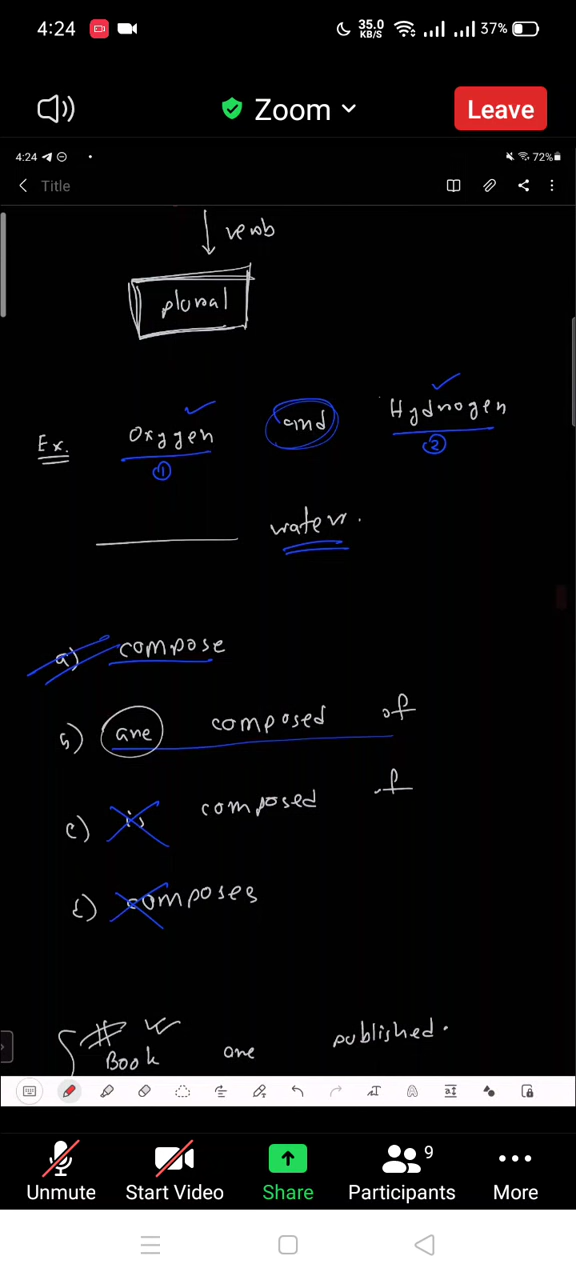 4:24 35.0 KB/S 37%
Zoom Leave
4:24 72%
Title
verb
plural
Ex. Oxygen and Hydrogen
① ②
water.
a) compose
b) are composed of
c) is composed of
composes
Book are published.
Unmute Start Video Share Participants 9 More